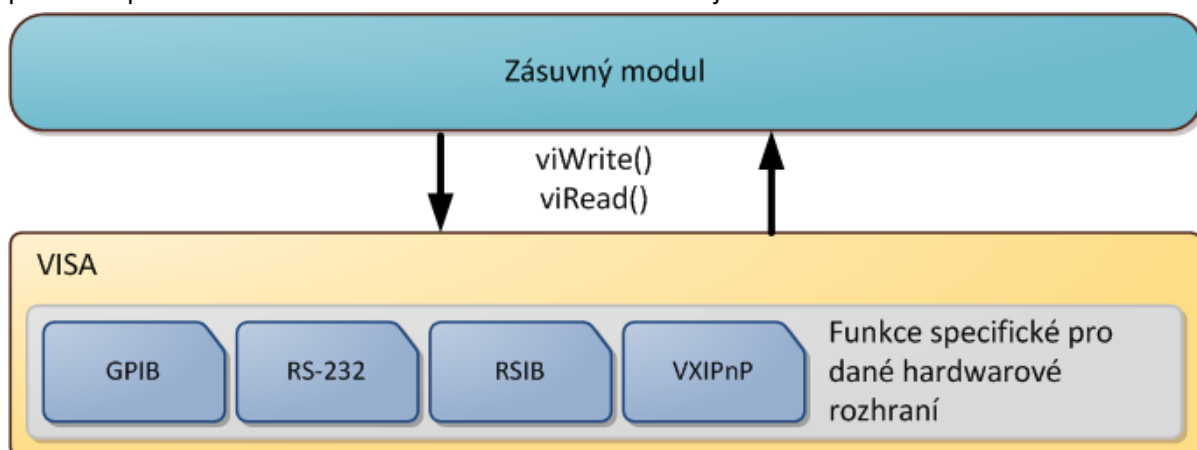 Zásuvný modul
viWrite()
viRead()
VISA
GPIB
RS-232
RSIB
VXIPnP
Funkce specifické pro
dané hardwarové
rozhraní